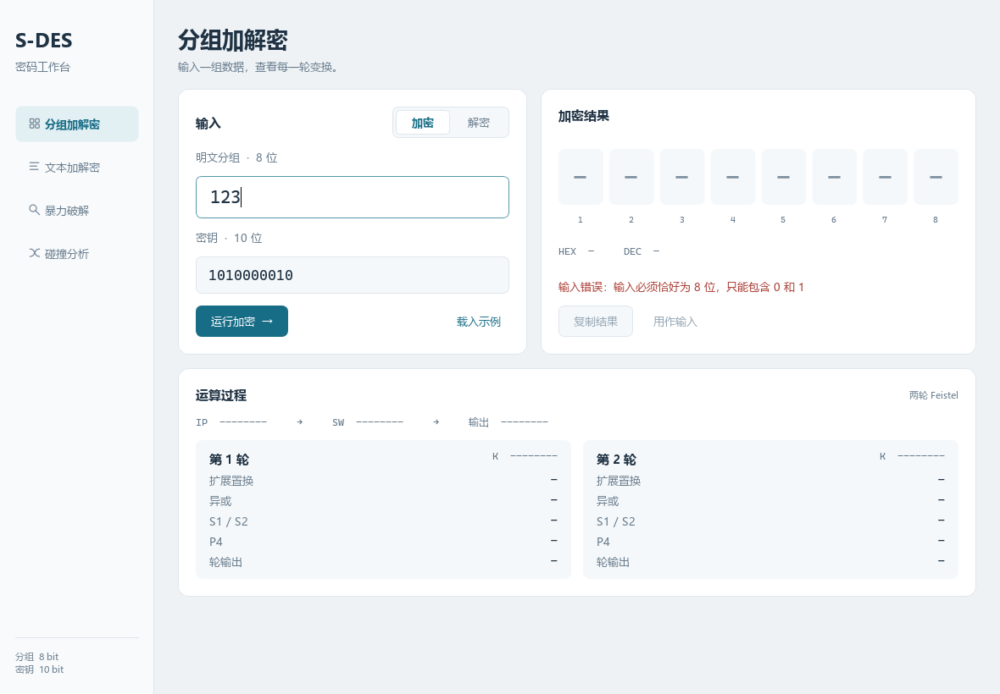 S-DES
密码工作台
分组加解密
文本加解密
暴力破解
碰撞分析
分组 8 bit
密钥 10 bit
分组加解密
输入一组数据，查看每一轮变换。
输入
加密 解密
明文分组 · 8 位
123
密钥 · 10 位
1010000010
运行加密 →
载入示例
加密结果
— — — — — — — —
1 2 3 4 5 6 7 8
HEX — DEC —
输入错误：输入必须恰好为 8 位，只能包含 0 和 1
复制结果 用作输入
运算过程 两轮 Feistel
IP -------- → SW -------- → 输出 --------
第 1 轮 K --------
扩展置换 —
异或 —
S1 / S2 —
P4 —
轮输出 —
第 2 轮 K --------
扩展置换 —
异或 —
S1 / S2 —
P4 —
轮输出 —